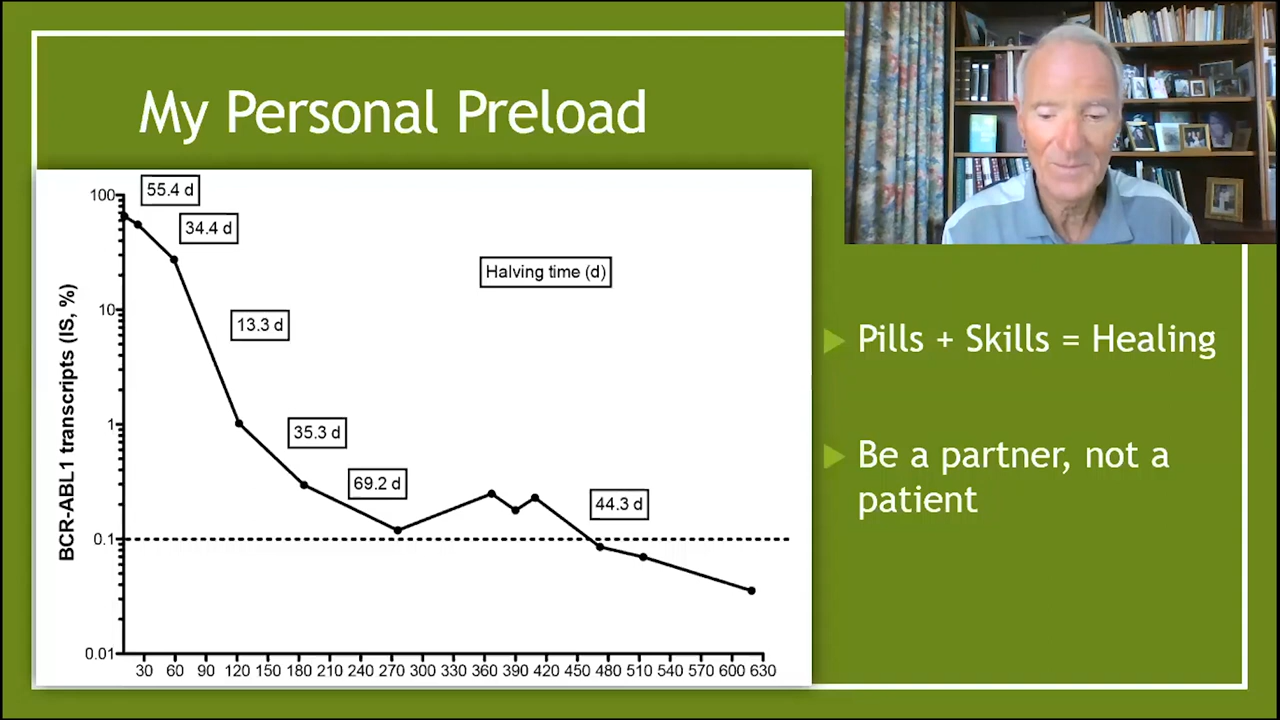 My Personal Preload
100
55.4 d
34.4 d
Halving time (d)
10
13.3 d
1
35.3 d
69.2 d
44.3 d
0.1
0.01
BCR-ABL1 transcripts (IS, %)
30 60 90 120 150 180 210 240 270 300 330 360 390 420 450 480 510 540 570 600 630
Pills + Skills = Healing
Be a partner, not a
patient